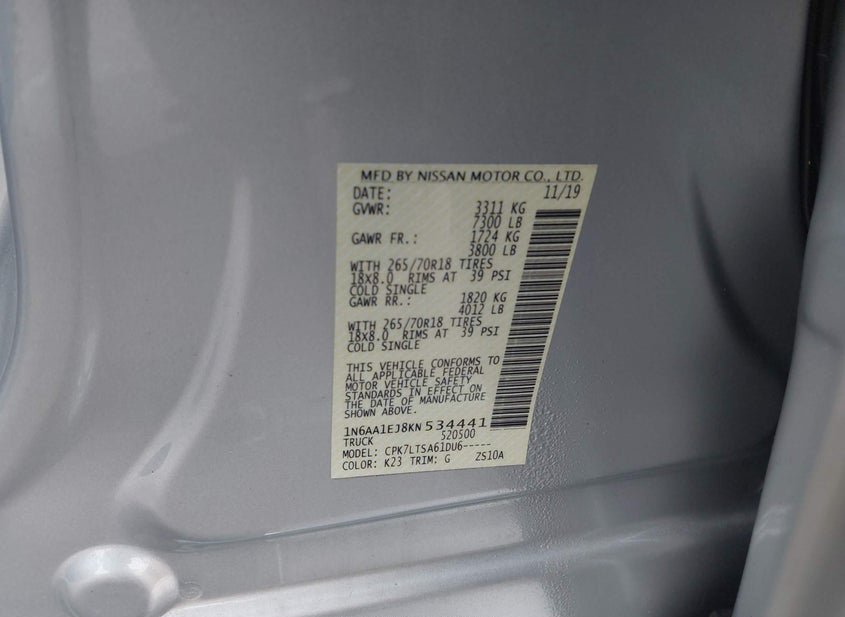 MFD BY NISSAN MOTOR CO., LTD.
DATE: 11/19
GVWR: 3311 KG
7300 LB
GAWR FR.: 1724 KG
3800 LB
WITH 265/70R18 TIRES
18x8.0 RIMS AT 39 PSI
COLD SINGLE
GAWR RR.: 1820 KG
4012 LB
WITH 265/70R18 TIRES
18x8.0 RIMS AT 39 PSI
COLD SINGLE
THIS VEHICLE CONFORMS TO
ALL APPLICABLE FEDERAL
MOTOR VEHICLE SAFETY
STANDARDS IN EFFECT ON
THE DATE OF MANUFACTURE
SHOWN ABOVE.
1N6AA1EJ8KN534441
TRUCK 520500
MODEL: CPK7LTSA61DU6-----
COLOR: K23 TRIM: G ZS10A